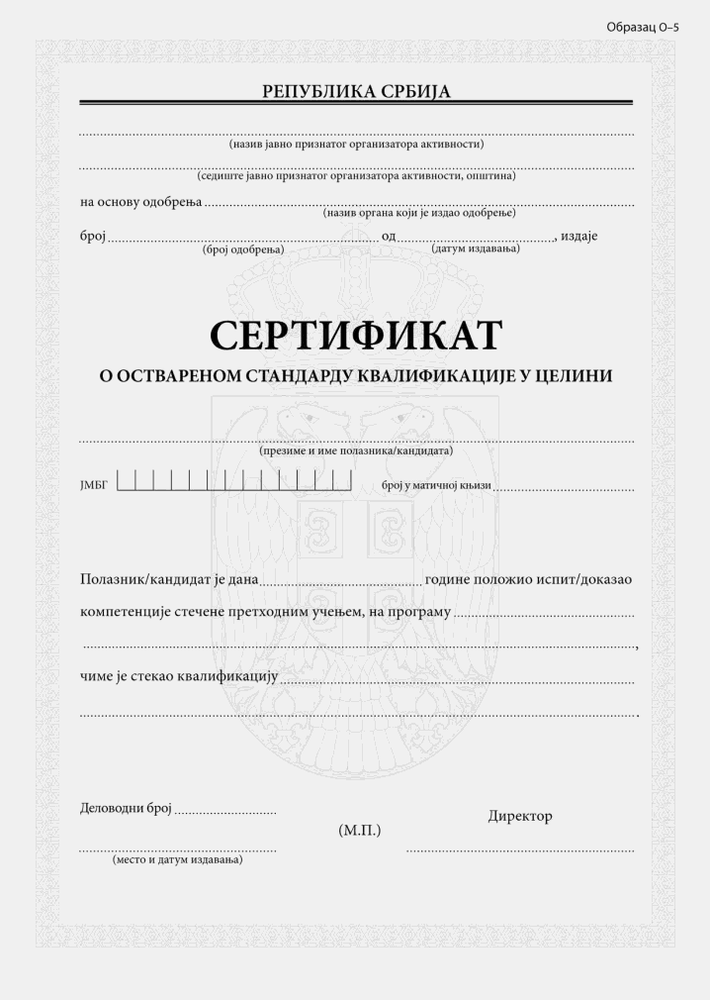 Образац О–5
РЕПУБЛИКА СРБИЈА
(назив јавно признатог организатора активности)
(седиште јавно признатог организатора активности, општина)
на основу одобрења
(назив органа који је издао одобрење)
број од , издаје
(број одобрења) (датум издавања)
СЕРТИФИКАТ
О ОСТВАРЕНОМ СТАНДАРДУ КВАЛИФИКАЦИЈЕ У ЦЕЛИНИ
(презиме и име полазника/кандидата)
ЈМБГ број у матичној књизи
Полазник/кандидат је дана године положио испит/доказао
компетенције стечене претходним учењем, на програму
,
чиме је стекао квалификацију
.
Деловодни број
Директор
(М.П.)
(место и датум издавања)